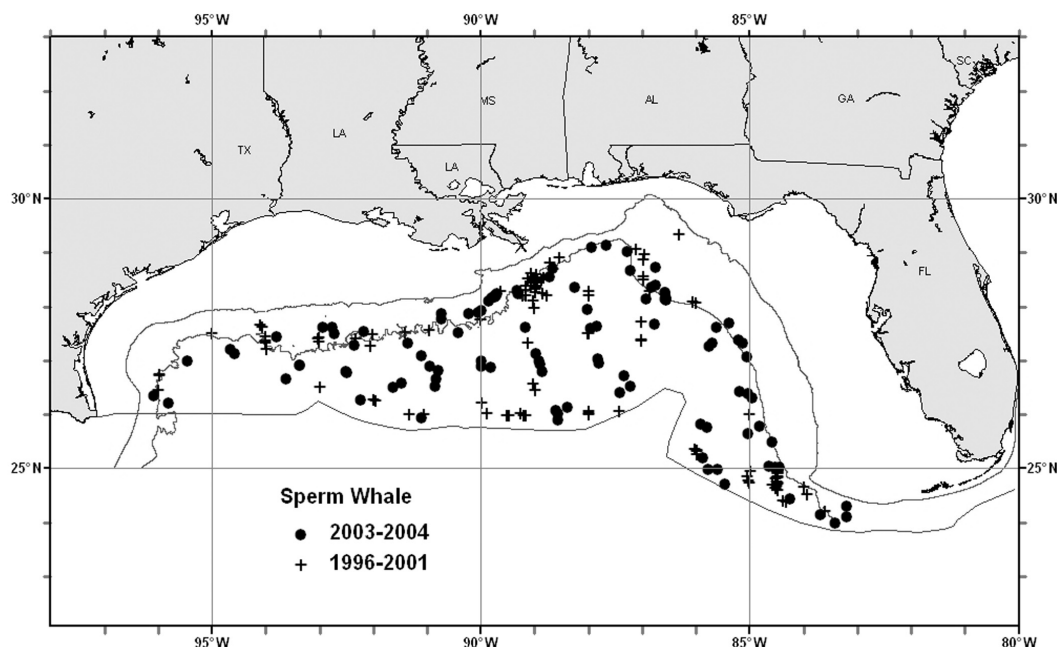 95°W 90°W 85°W
SC
MS AL GA
TX LA
LA
30°N 30°N
FL
25°N 25°N
Sperm Whale
2003-2004
1996-2001
95°W 90°W 85°W 80°W